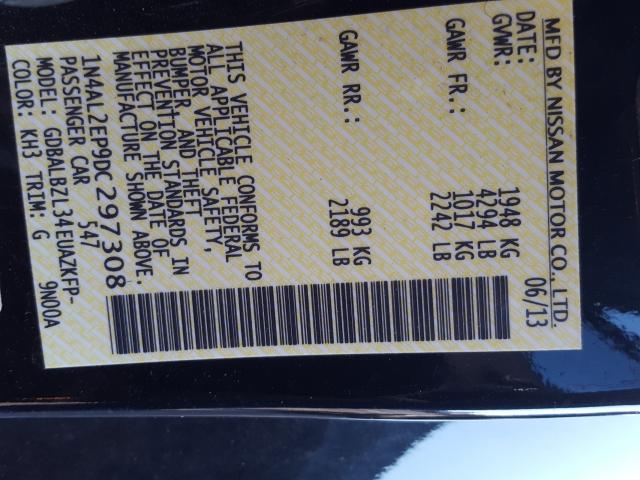 MFD BY NISSAN MOTOR CO., LTD.
DATE: 06/13
GVWR: 1948 KG
4294 LB
GAWR FR.: 1017 KG
2242 LB
GAWR RR.: 993 KG
2189 LB
THIS VEHICLE CONFORMS TO
ALL APPLICABLE FEDERAL
MOTOR VEHICLE SAFETY,
BUMPER, AND THEFT
PREVENTION STANDARDS IN
EFFECT ON THE DATE OF
MANUFACTURE SHOWN ABOVE.
1N4AL2EP9DC297308
PASSENGER CAR 547
MODEL: GDBALBZL34EUAZKFP-
COLOR: KH3 TRIM: G 9N00A